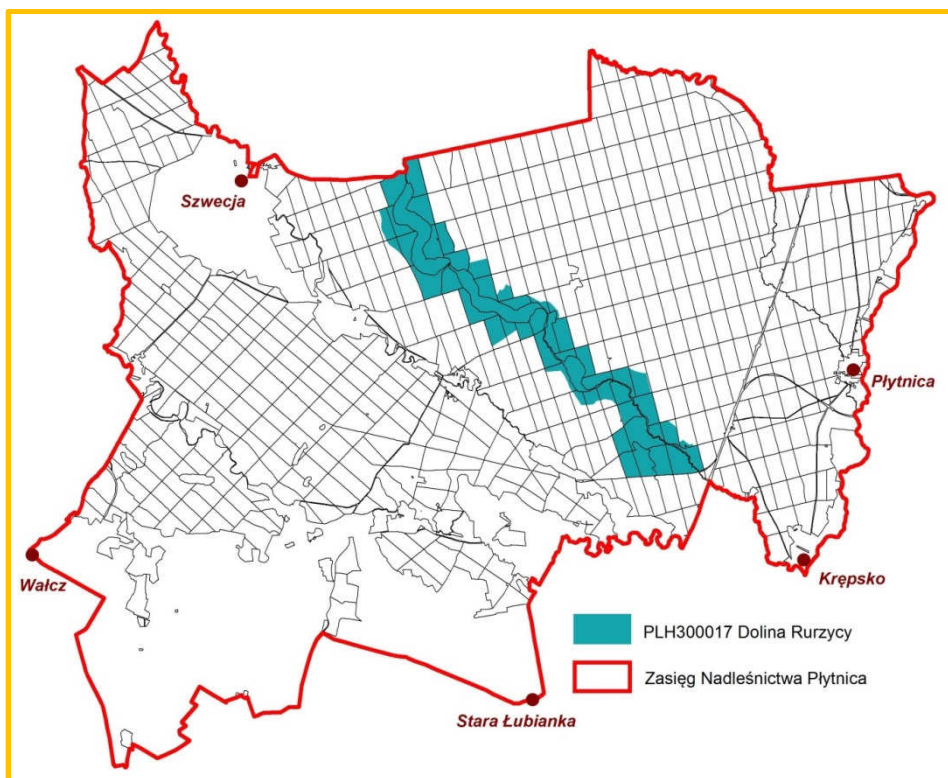 Szwecja
Płytnica
Wałcz
Krępsko
PLH300017 Dolina Rurzycy
Zasięg Nadleśnictwa Płytnica
Stara Łubianka